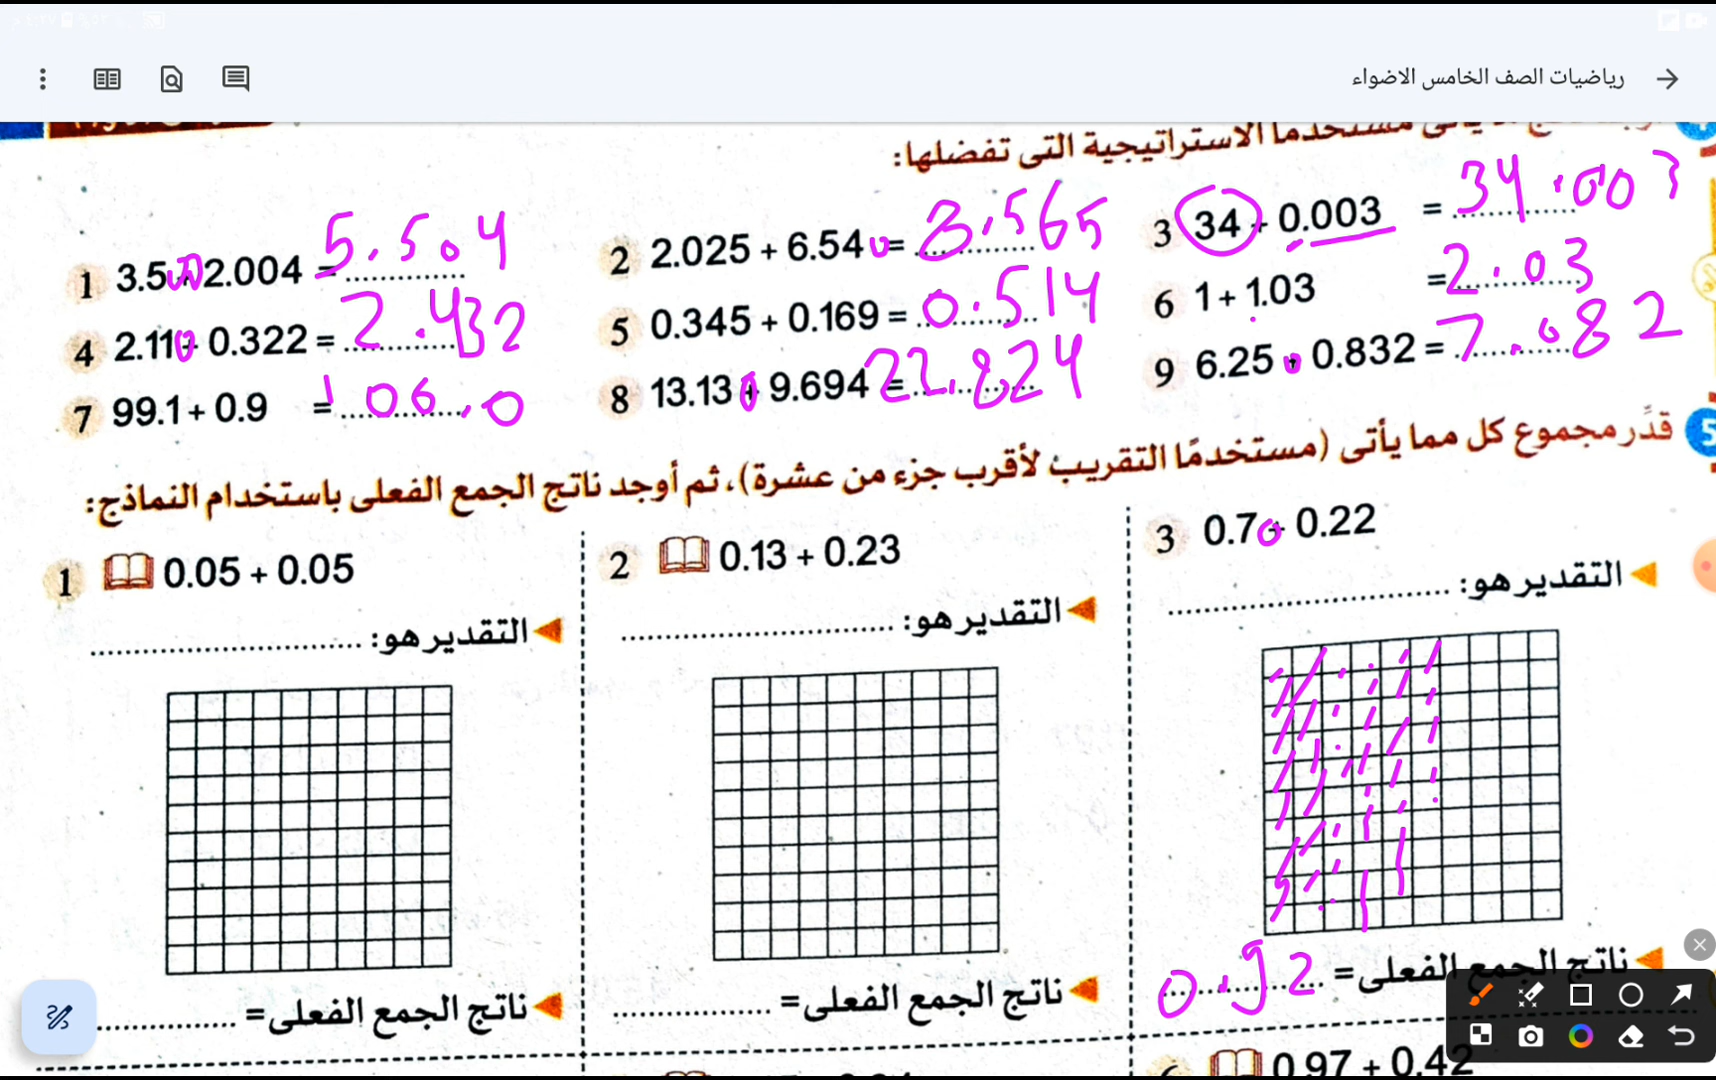 رياضيات الصف الخامس الاضواء
مستخدمًا الاستراتيجية التى تفضلها:
1 3.5 + 2.004 = 5.504
2 2.025 + 6.540 = 8.565
3 34 + 0.003 = 34.003
4 2.11 + 0.322 = 2.432
5 0.345 + 0.169 = 0.514
6 1 + 1.03 = 2.03
7 99.1 + 0.9 = 100.0
8 13.13 + 9.694 = 22.824
9 6.25 + 0.832 = 7.082
5 قدَّر مجموع كل مما يأتى (مستخدمًا التقريب لأقرب جزء من عشرة)، ثم أوجد ناتج الجمع الفعلى باستخدام النماذج:
1 0.05 + 0.05
2 0.13 + 0.23
3 0.7 + 0.22
التقدير هو:
التقدير هو:
التقدير هو:
ناتج الجمع الفعلى =
ناتج الجمع الفعلى =
ناتج الجمع الفعلى = 0.92
0.97 + 0.42